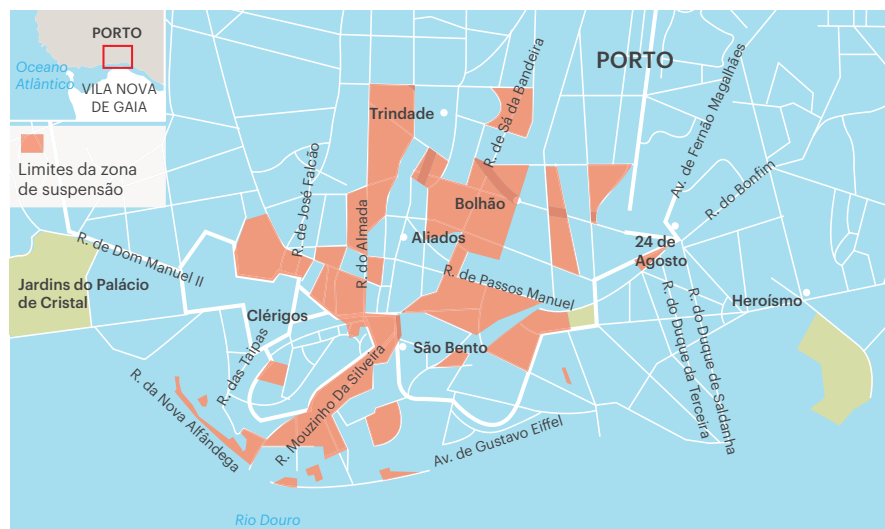 PORTO
Oceano
Atlântico
VILA NOVA
DE GAIA
Limites da zona
de suspensão
PORTO
Trindade
R. de Sá da Bandeira
Av. de Fernão Magalhães
R. do Bonfim
R. de José Falcão
Bolhão
R. do Almada
Aliados
24 de
Agosto
R. de Dom Manuel II
R. de Passos Manuel
Jardins do Palácio
de Cristal
Heroísmo
Clérigos
São Bento
R. das Taipas
R. do Duque de Saldanha
R. do Duque da Terceira
R. da Nova Alfândega
R. Mouzinho Da Silveira
Av. de Gustavo Eiffel
Rio Douro